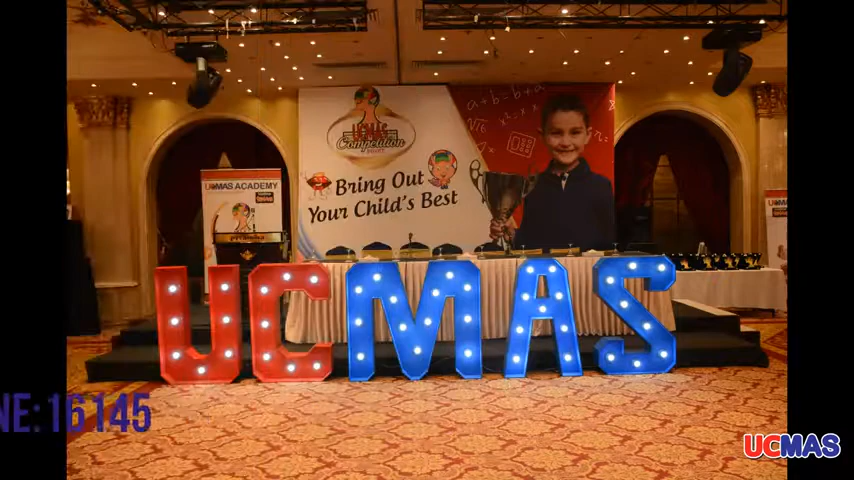 UCMAS
Competition
Bring Out
Your Child's Best
a+b=b+a
UCMAS ACADEMY
UCMAS
NE:16145
UCMAS